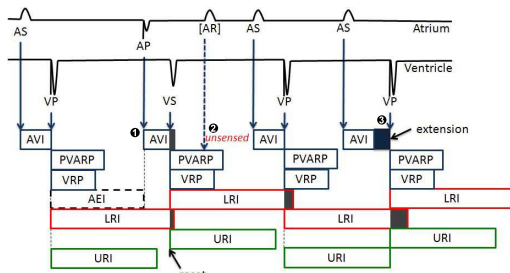 AS
AP
[AR]
AS
AS
Atrium
Ventricle
VP
VS
VP
VP
❶
❷
unsensed
❸
extension
AVI
AVI
AVI
AVI
PVARP
PVARP
PVARP
PVARP
VRP
VRP
VRP
VRP
AEI
LRI
LRI
LRI
LRI
URI
URI
URI
URI